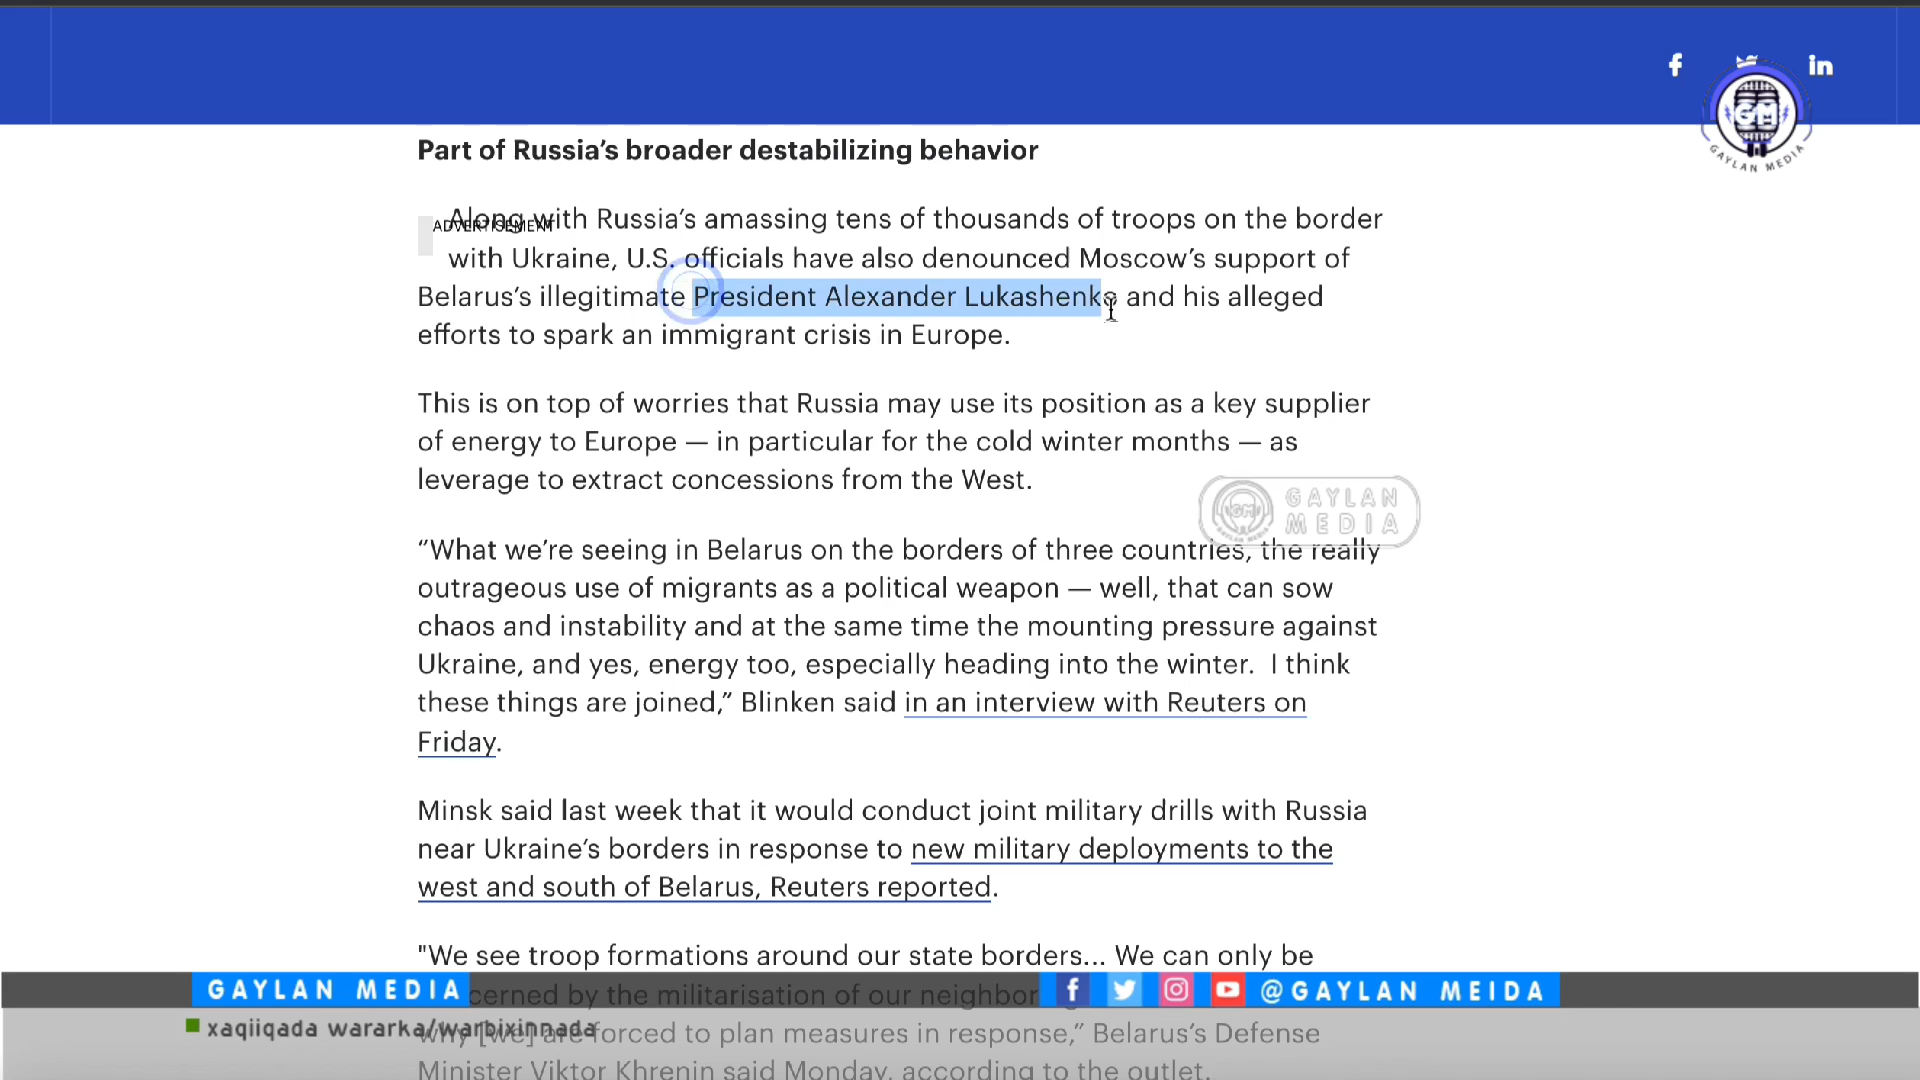 GM
GAYLAN MEDIA
Part of Russia’s broader destabilizing behavior
ADVERTISEMENT
Along with Russia’s amassing tens of thousands of troops on the border
with Ukraine, U.S. officials have also denounced Moscow’s support of
Belarus’s illegitimate President Alexander Lukashenko and his alleged
efforts to spark an immigrant crisis in Europe.
This is on top of worries that Russia may use its position as a key supplier
of energy to Europe — in particular for the cold winter months — as
leverage to extract concessions from the West.
GM
GAYLAN
MEDIA
“What we’re seeing in Belarus on the borders of three countries, the really
outrageous use of migrants as a political weapon — well, that can sow
chaos and instability and at the same time the mounting pressure against
Ukraine, and yes, energy too, especially heading into the winter.  I think
these things are joined,” Blinken said in an interview with Reuters on
Friday.
Minsk said last week that it would conduct joint military drills with Russia
near Ukraine’s borders in response to new military deployments to the
west and south of Belarus, Reuters reported.
"We see troop formations around our state borders... We can only be
cerned by the militarisation of our neighbor
GAYLAN MEDIA
@GAYLAN MEIDA
xaqiiqada wararka/warbixinnada
why [we] are forced to plan measures in response,” Belarus’s Defense
Minister Viktor Khrenin said Monday, according to the outlet.